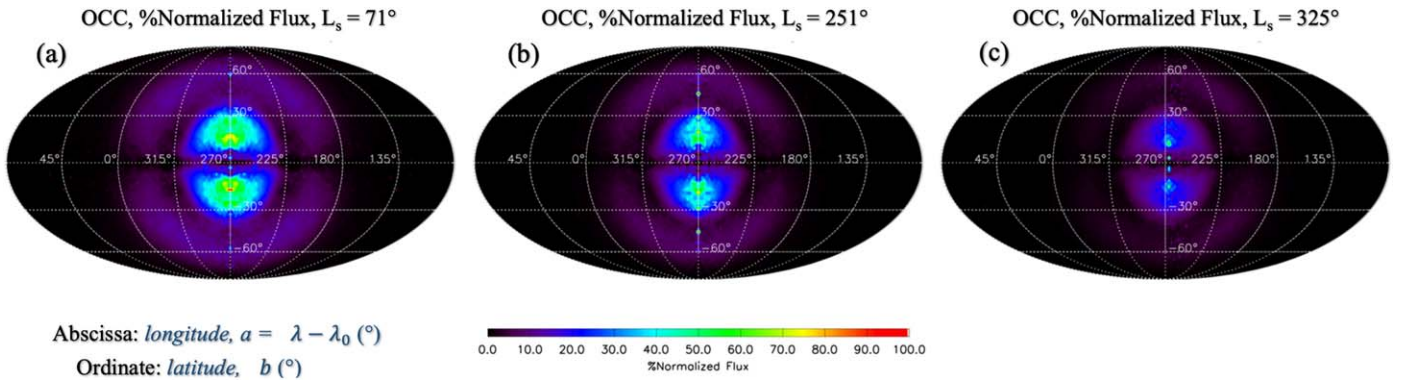 OCC, %Normalized Flux, Lₛ = 71°
OCC, %Normalized Flux, Lₛ = 251°
OCC, %Normalized Flux, Lₛ = 325°
(a)
(b)
(c)
60°
30°
45° 0° 315° 270° 225° 180° 135°
-30°
-60°
60°
30°
45° 0° 315° 270° 225° 180° 135°
-30°
-60°
60°
30°
45° 0° 315° 270° 225° 180° 135°
-30°
-60°
Abscissa: longitude, a = λ − λ₀ (°)
Ordinate: latitude, b (°)
0.0 10.0 20.0 30.0 40.0 50.0 60.0 70.0 80.0 90.0 100.0
%Normalized Flux